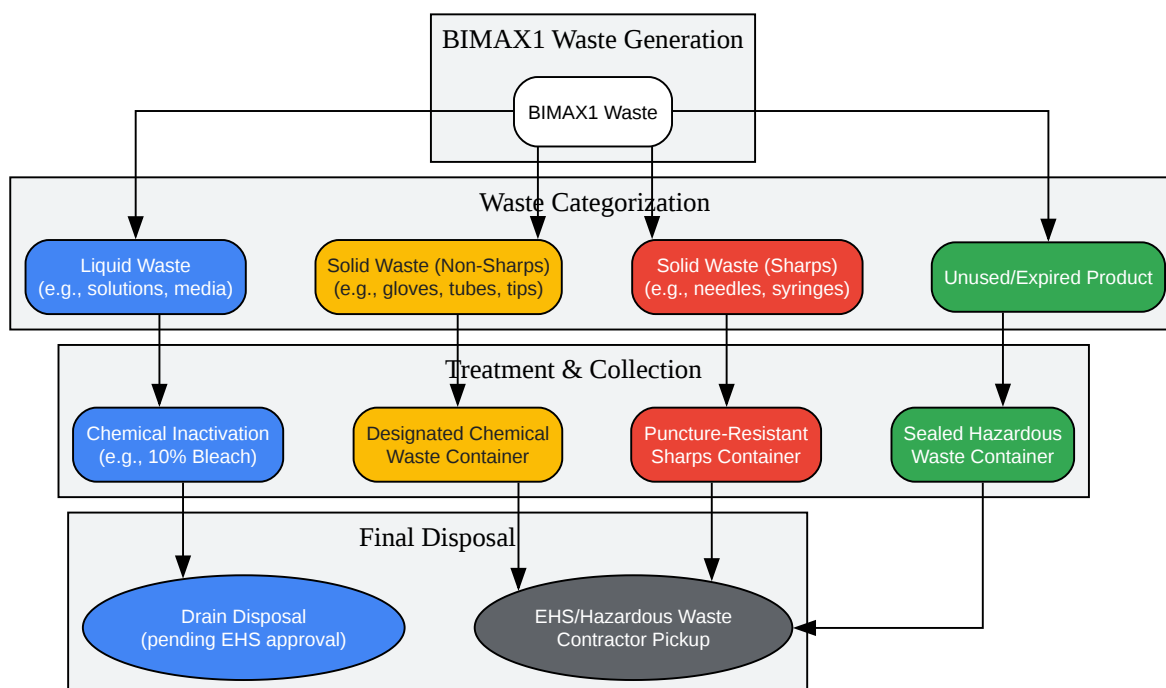 BIMAX1 Waste Generation
BIMAX1 Waste
Waste Categorization
Liquid Waste
(e.g., solutions, media)
Solid Waste (Non-Sharps)
(e.g., gloves, tubes, tips)
Solid Waste (Sharps)
(e.g., needles, syringes)
Unused/Expired Product
Treatment & Collection
Chemical Inactivation
(e.g., 10% Bleach)
Designated Chemical
Waste Container
Puncture-Resistant
Sharps Container
Sealed Hazardous
Waste Container
Final Disposal
Drain Disposal
(pending EHS approval)
EHS/Hazardous Waste
Contractor Pickup